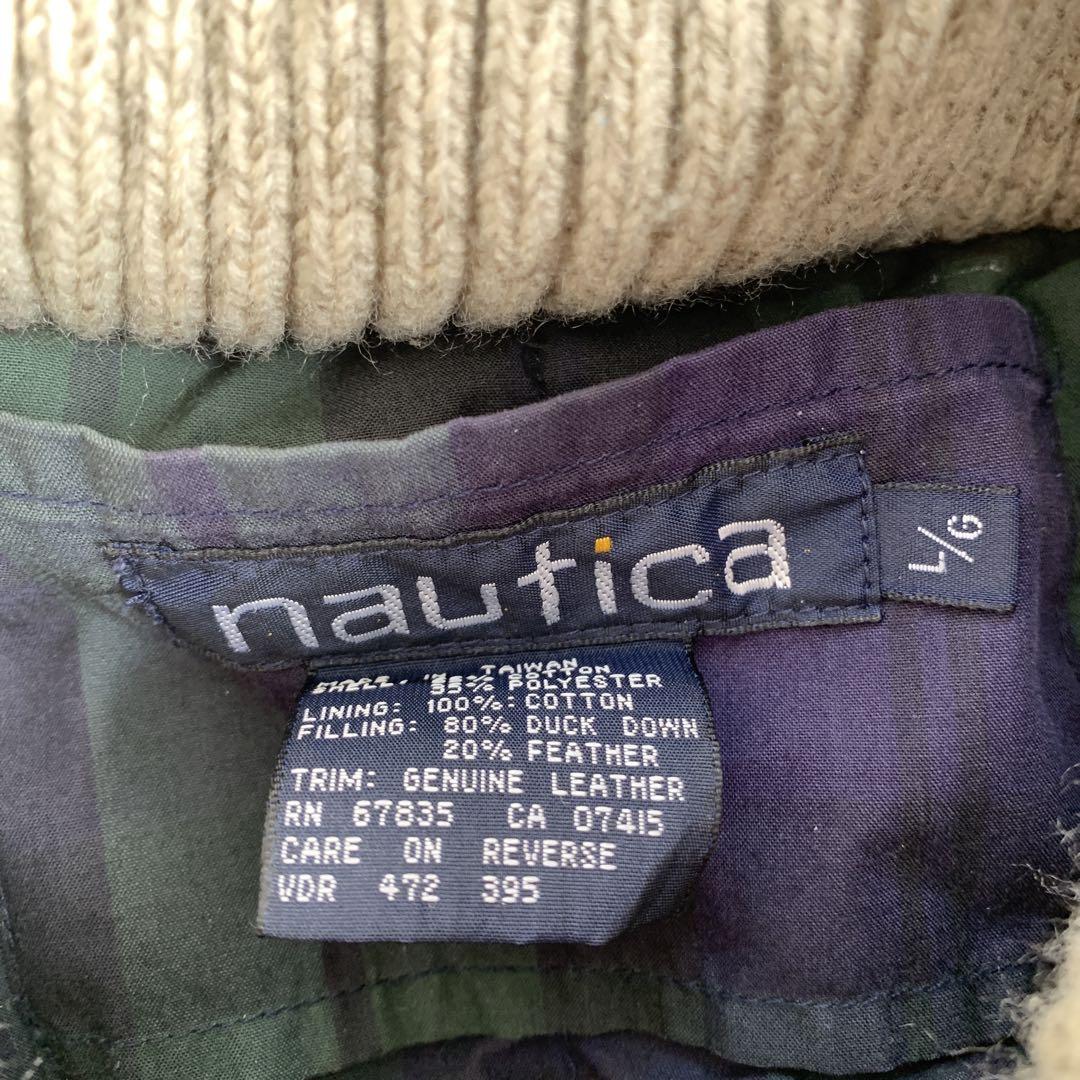 nautica
L/G
TAIWAN
COTTON
POLYESTER
LINING: 100%: COTTON
FILLING: 80% DUCK DOWN
20% FEATHER
TRIM: GENUINE LEATHER
RN 67835 CA 07415
CARE ON REVERSE
VDR 472 395